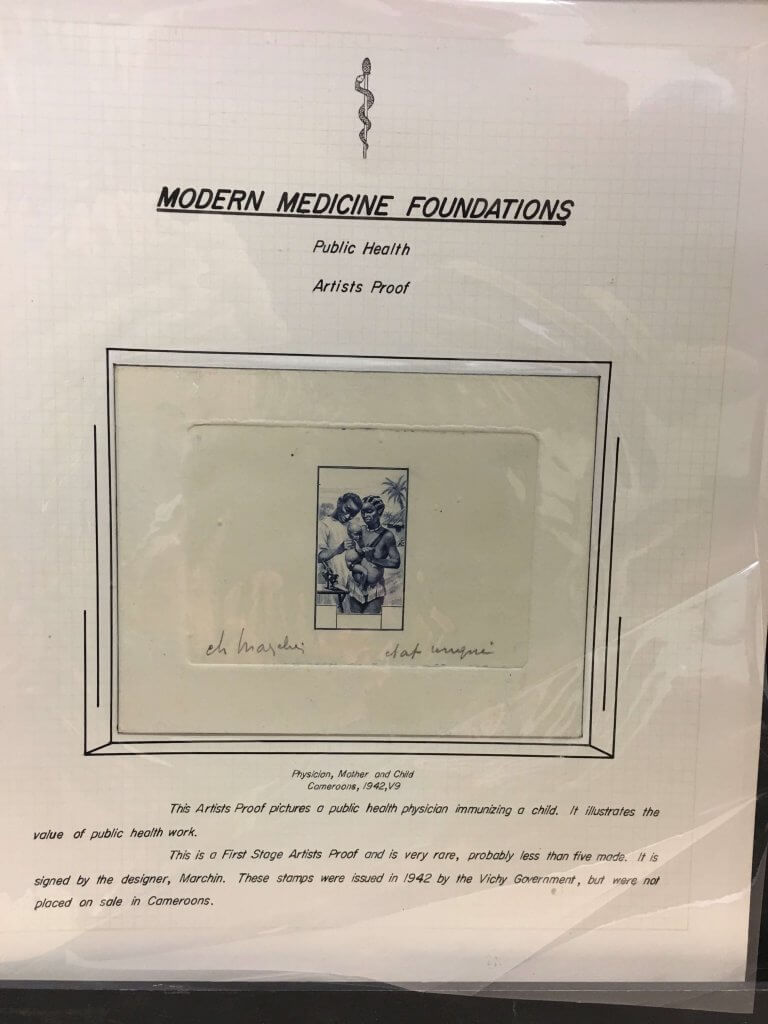 MODERN MEDICINE FOUNDATIONS
Public Health
Artists Proof
ch
Physician, Mother and Child
Cameroons, 1942,V9
This Artists Proof pictures a public health physician immunizing a child. It illustrates the
value of public health work.
This is a First Stage Artists Proof and is very rare, probably less than five made. It is
signed by the designer, Marchin. These stamps were issued in 1942 by the Vichy Government, but were not
placed on sale in Cameroons.